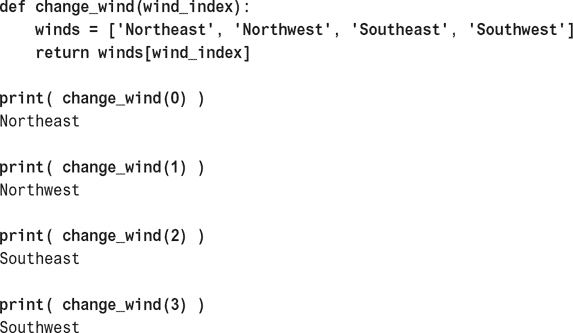 def change_wind(wind_index):
    winds = ['Northeast', 'Northwest', 'Southeast', 'Southwest']
    return winds[wind_index]

print( change_wind(0) )
Northeast

print( change_wind(1) )
Northwest

print( change_wind(2) )
Southeast

print( change_wind(3) )
Southwest